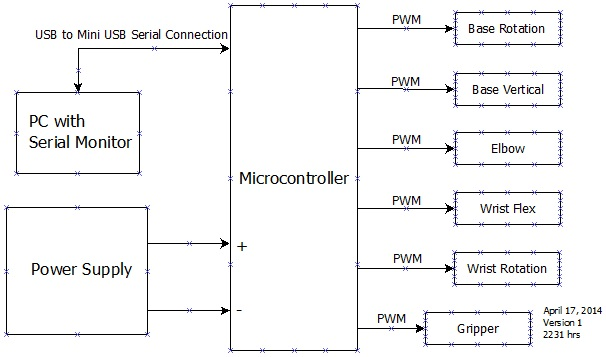 USB to Mini USB Serial Connection
PC with
Serial Monitor
Power Supply
Microcontroller
+
-
PWM
Base Rotation
PWM
Base Vertical
PWM
Elbow
PWM
Wrist Flex
PWM
Wrist Rotation
PWM
Gripper
April 17, 2014
Version 1
2231 hrs